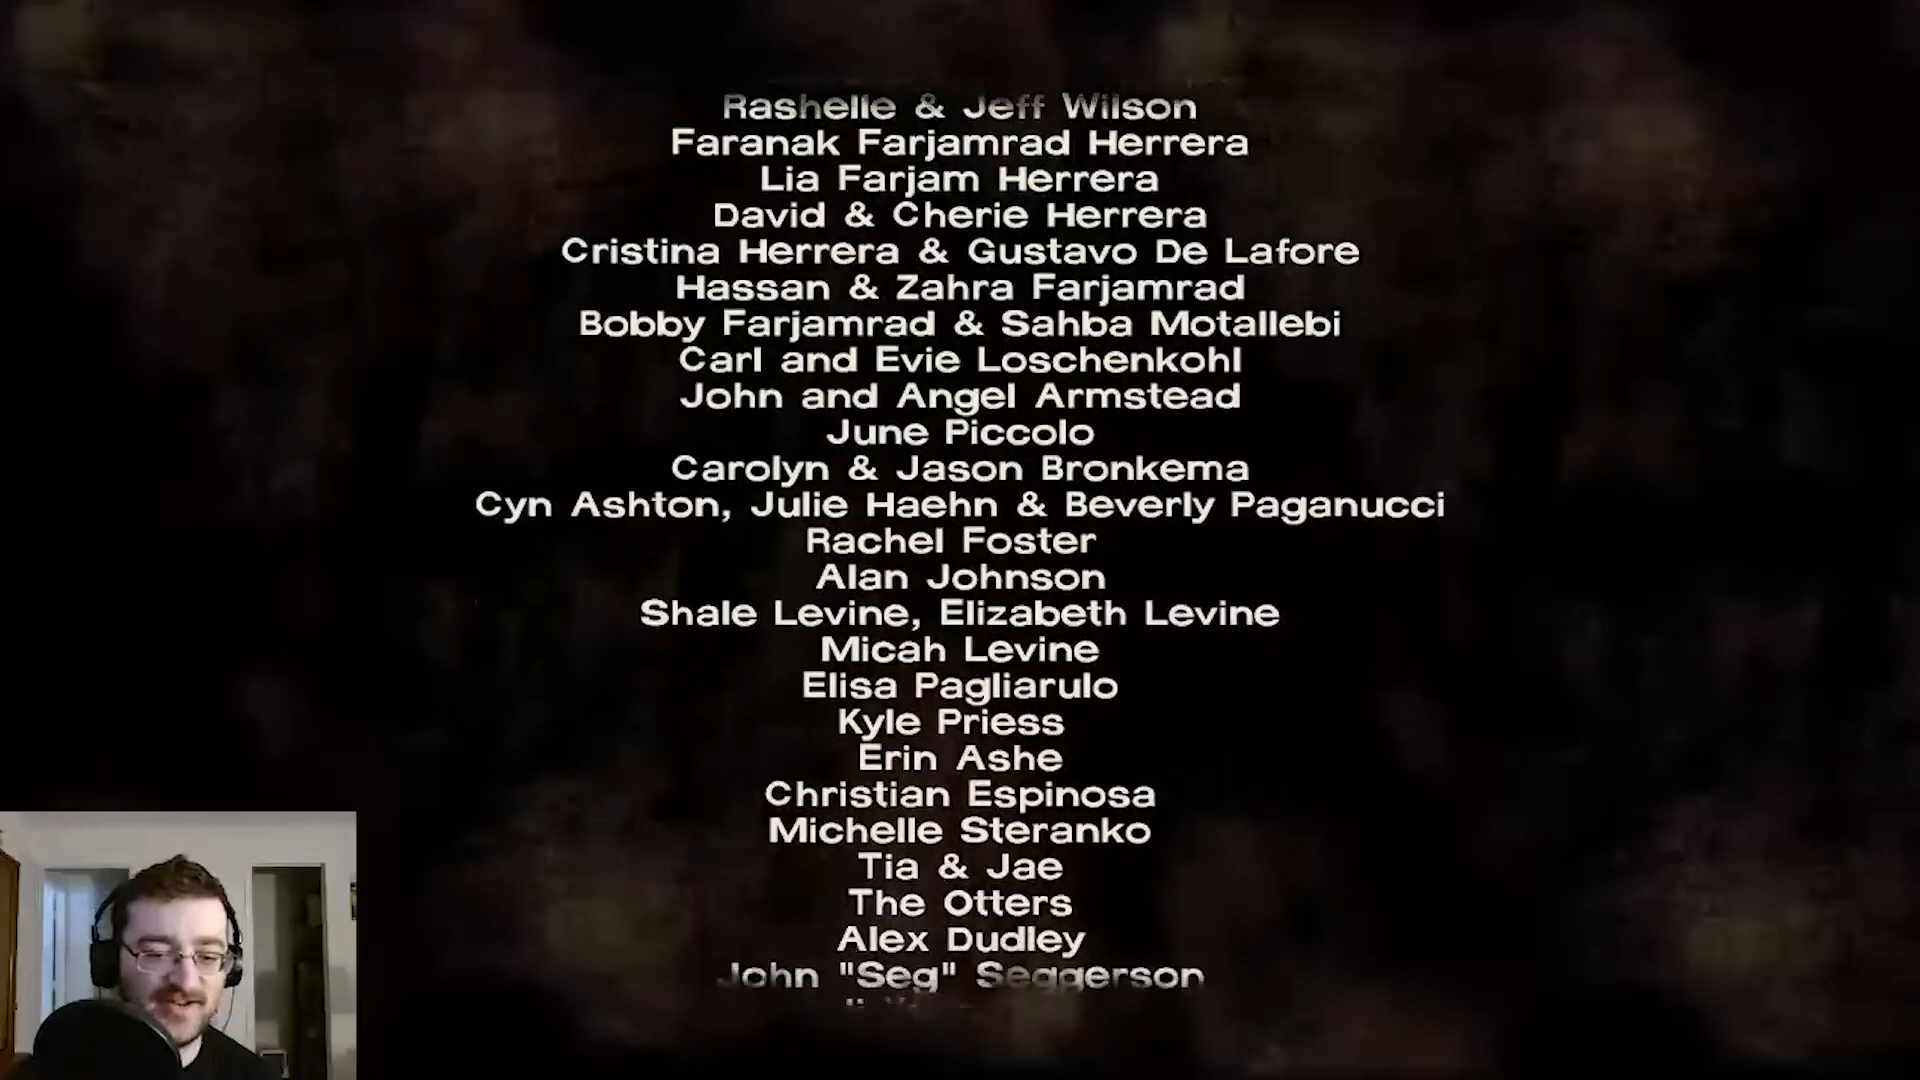 Rashelle & Jeff Wilson
Faranak Farjamrad Herrera
Lia Farjam Herrera
David & Cherie Herrera
Cristina Herrera & Gustavo De Lafore
Hassan & Zahra Farjamrad
Bobby Farjamrad & Sahba Motallebi
Carl and Evie Loschenkohl
John and Angel Armstead
June Piccolo
Carolyn & Jason Bronkema
Cyn Ashton, Julie Haehn & Beverly Paganucci
Rachel Foster
Alan Johnson
Shale Levine, Elizabeth Levine
Micah Levine
Elisa Pagliarulo
Kyle Priess
Erin Ashe
Christian Espinosa
Michelle Steranko
Tia & Jae
The Otters
Alex Dudley
John "Seg" Seggerson